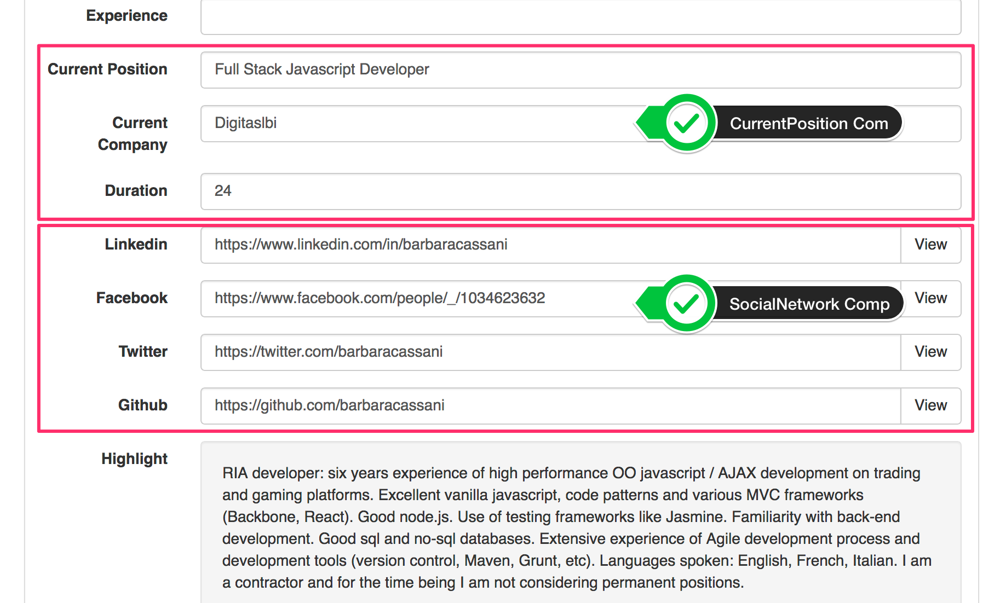 Experience
Current Position
Full Stack Javascript Developer
Current
Company
Digitaslbi
CurrentPosition Com
Duration
24
Linkedin
https://www.linkedin.com/in/barbaracassani
View
Facebook
https://www.facebook.com/people/_/1034623632
SocialNetwork Comp
View
Twitter
https://twitter.com/barbaracassani
View
Github
https://github.com/barbaracassani
View
Highlight
RIA developer: six years experience of high performance OO javascript / AJAX development on trading
and gaming platforms. Excellent vanilla javascript, code patterns and various MVC frameworks
(Backbone, React). Good node.js. Use of testing frameworks like Jasmine. Familiarity with back-end
development. Good sql and no-sql databases. Extensive experience of Agile development process and
development tools (version control, Maven, Grunt, etc). Languages spoken: English, French, Italian. I am
a contractor and for the time being I am not considering permanent positions.